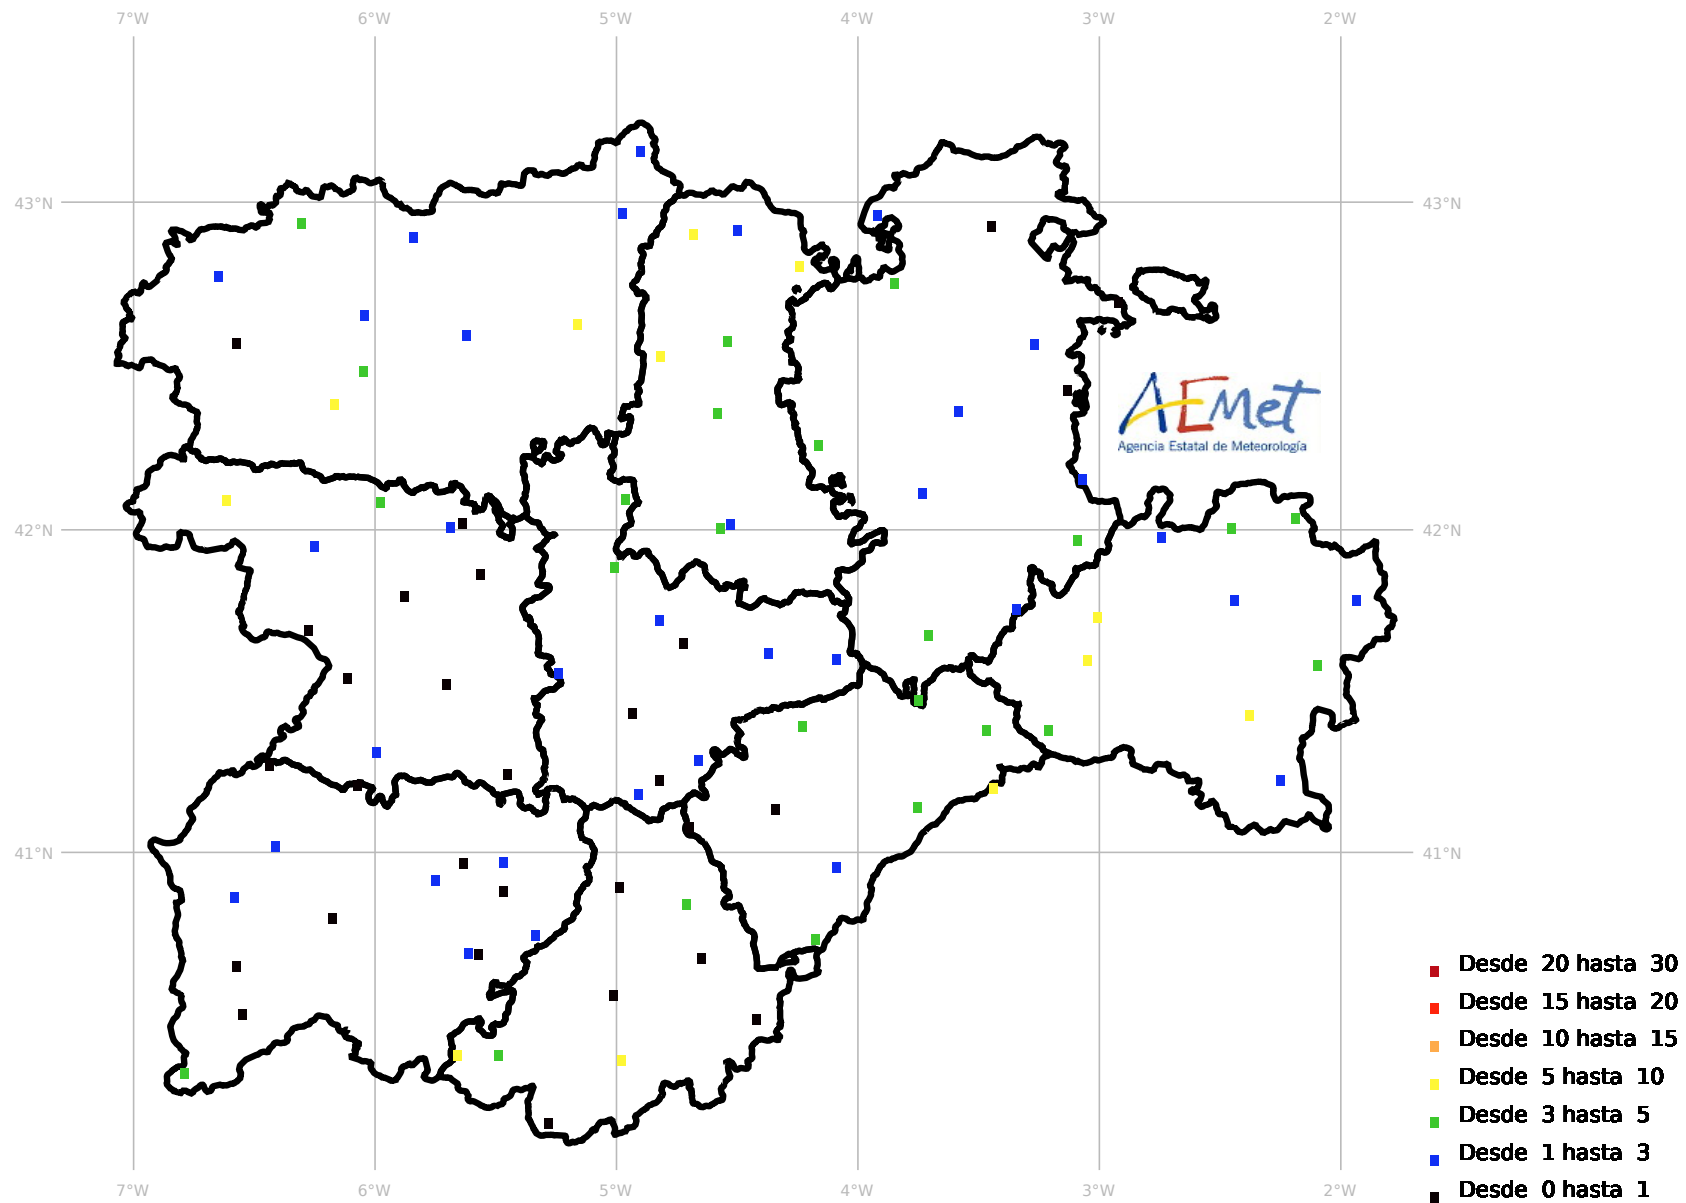 7°W 6°W 5°W 4°W 3°W 2°W
43°N 43°N
AEMet
Agencia Estatal de Meteorología
42°N 42°N
41°N 41°N
Desde 20 hasta 30
Desde 15 hasta 20
Desde 10 hasta 15
Desde 5 hasta 10
Desde 3 hasta 5
Desde 1 hasta 3
Desde 0 hasta 1
7°W 6°W 5°W 4°W 3°W 2°W